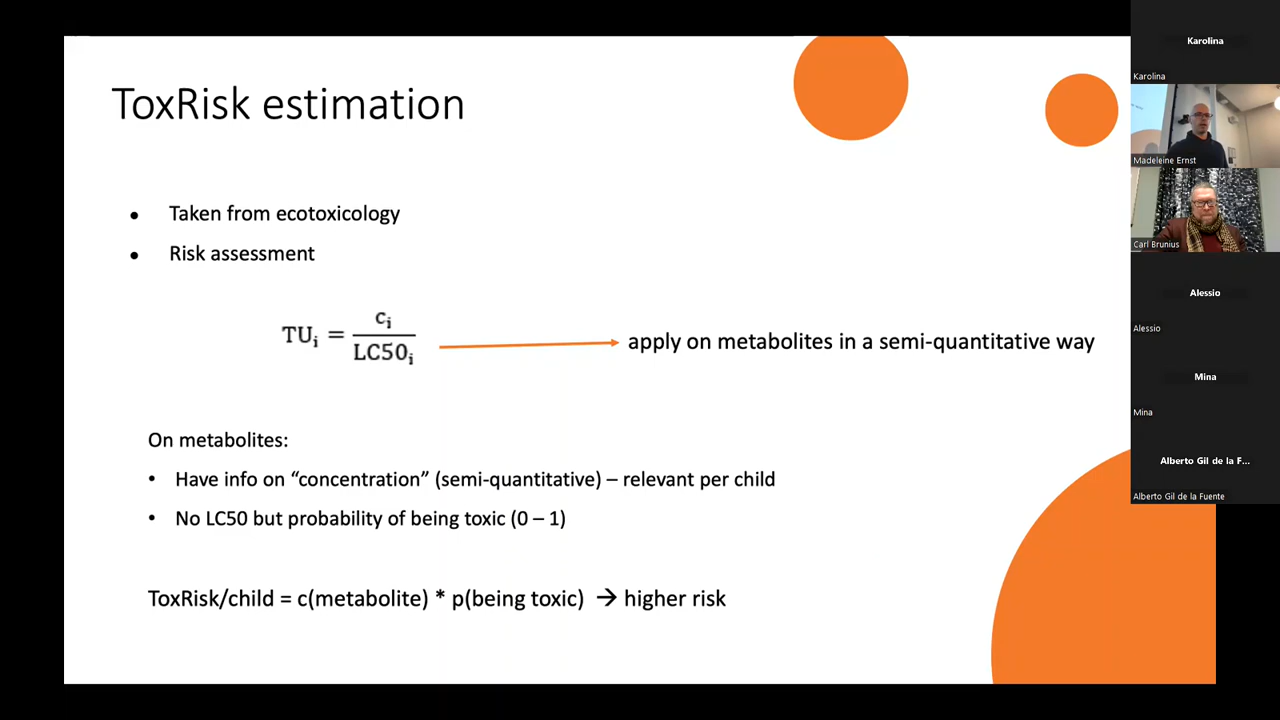 ToxRisk estimation
• Taken from ecotoxicology
• Risk assessment
TUᵢ = cᵢ / LC50ᵢ
apply on metabolites in a semi-quantitative way
On metabolites:
• Have info on “concentration” (semi-quantitative) – relevant per child
• No LC50 but probability of being toxic (0 – 1)
ToxRisk/child = c(metabolite) * p(being toxic) → higher risk
Karolina
Karolina
Madeleine Ernst
Carl Brunius
Alessio
Alessio
Mina
Mina
Alberto Gil de la F...
Alberto Gil de la Fuente